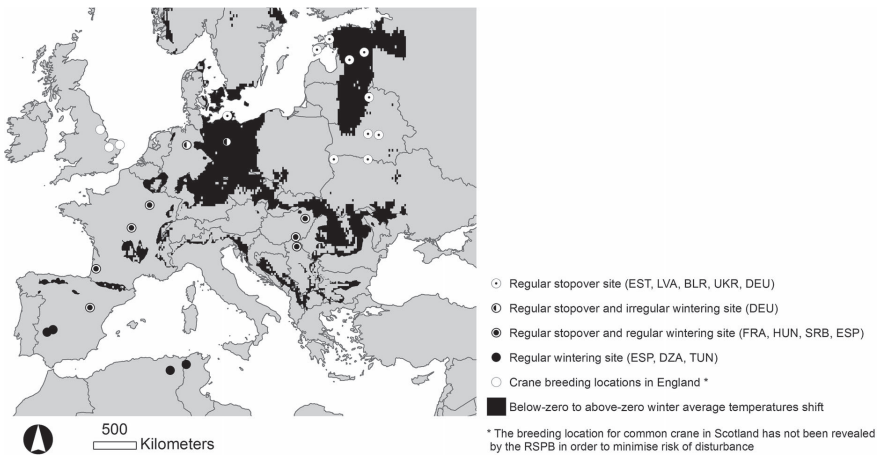 Regular stopover site (EST, LVA, BLR, UKR, DEU)
Regular stopover and irregular wintering site (DEU)
Regular stopover and regular wintering site (FRA, HUN, SRB, ESP)
Regular wintering site (ESP, DZA, TUN)
Crane breeding locations in England *
Below-zero to above-zero winter average temperatures shift
* The breeding location for common crane in Scotland has not been revealed
by the RSPB in order to minimise risk of disturbance
500
Kilometers